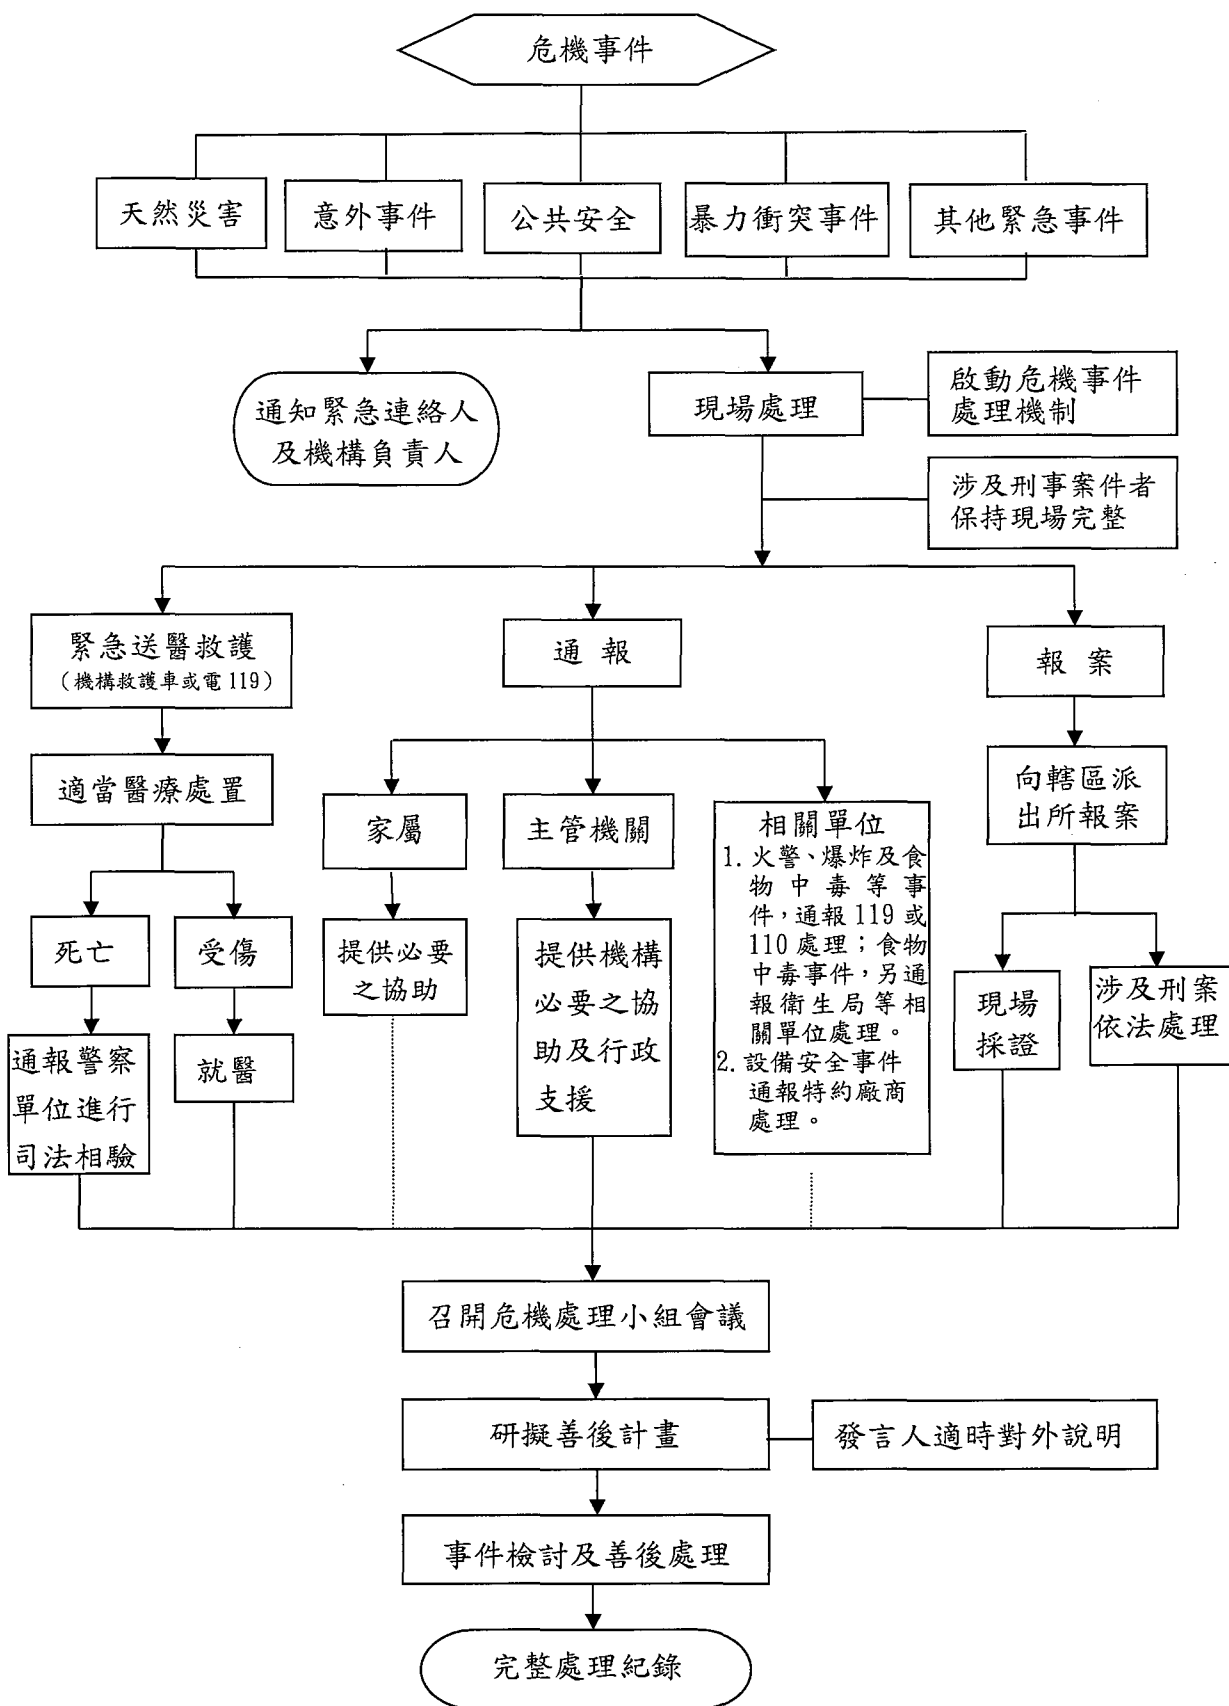 危機事件
天然災害
意外事件
公共安全
暴力衝突事件
其他緊急事件
通知緊急連絡人
及機構負責人
現場處理
啟動危機事件
處理機制
涉及刑事案件者
保持現場完整
緊急送醫救護
（機構救護車或電119）
通 報
報 案
適當醫療處置
家屬
主管機關
相關單位
1. 火警、爆炸及食
物中毒等事
件，通報119或
110處理；食物
中毒事件，另通
報衛生局等相
關單位處理。
2. 設備安全事件
通報特約廠商
處理。
向轄區派
出所報案
死亡
受傷
提供必要
之協助
提供機構
必要之協
助及行政
支援
現場
採證
涉及刑案
依法處理
通報警察
單位進行
司法相驗
就醫
召開危機處理小組會議
研擬善後計畫
發言人適時對外說明
事件檢討及善後處理
完整處理紀錄